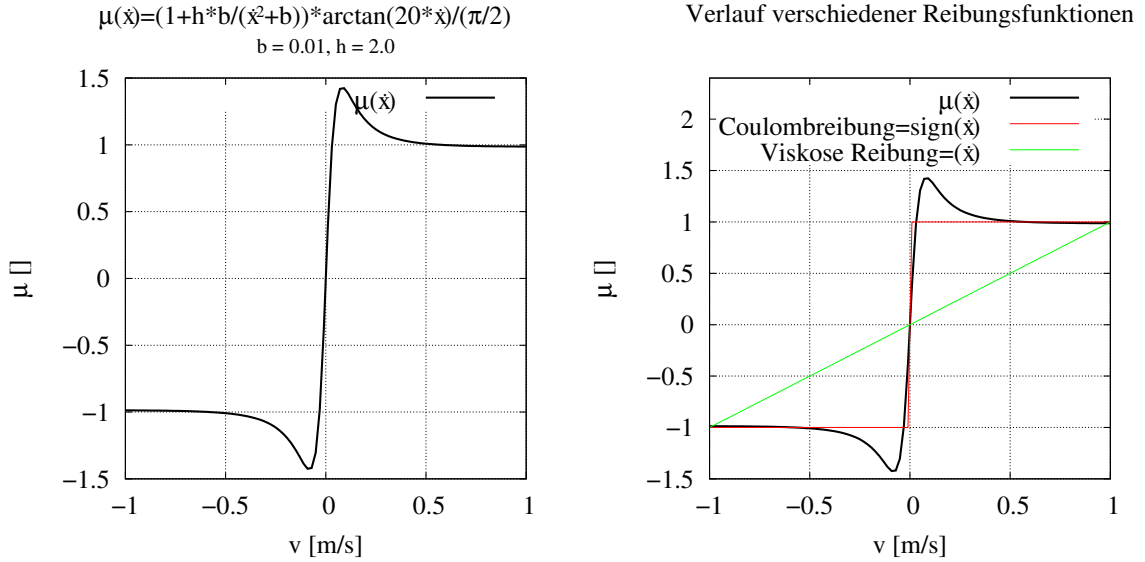 μ(ẋ)=(1+h*b/(ẋ²+b))*arctan(20*ẋ)/(π/2)
b = 0.01, h = 2.0
μ(ẋ)
1.5
1
0.5
0
−0.5
−1
−1.5
μ []
−1
−0.5
0
0.5
1
v [m/s]
Verlauf verschiedener Reibungsfunktionen
μ(ẋ)
Coulombreibung=sign(ẋ)
Viskose Reibung=(ẋ)
2
1.5
1
0.5
0
−0.5
−1
−1.5
μ []
−1
−0.5
0
0.5
1
v [m/s]